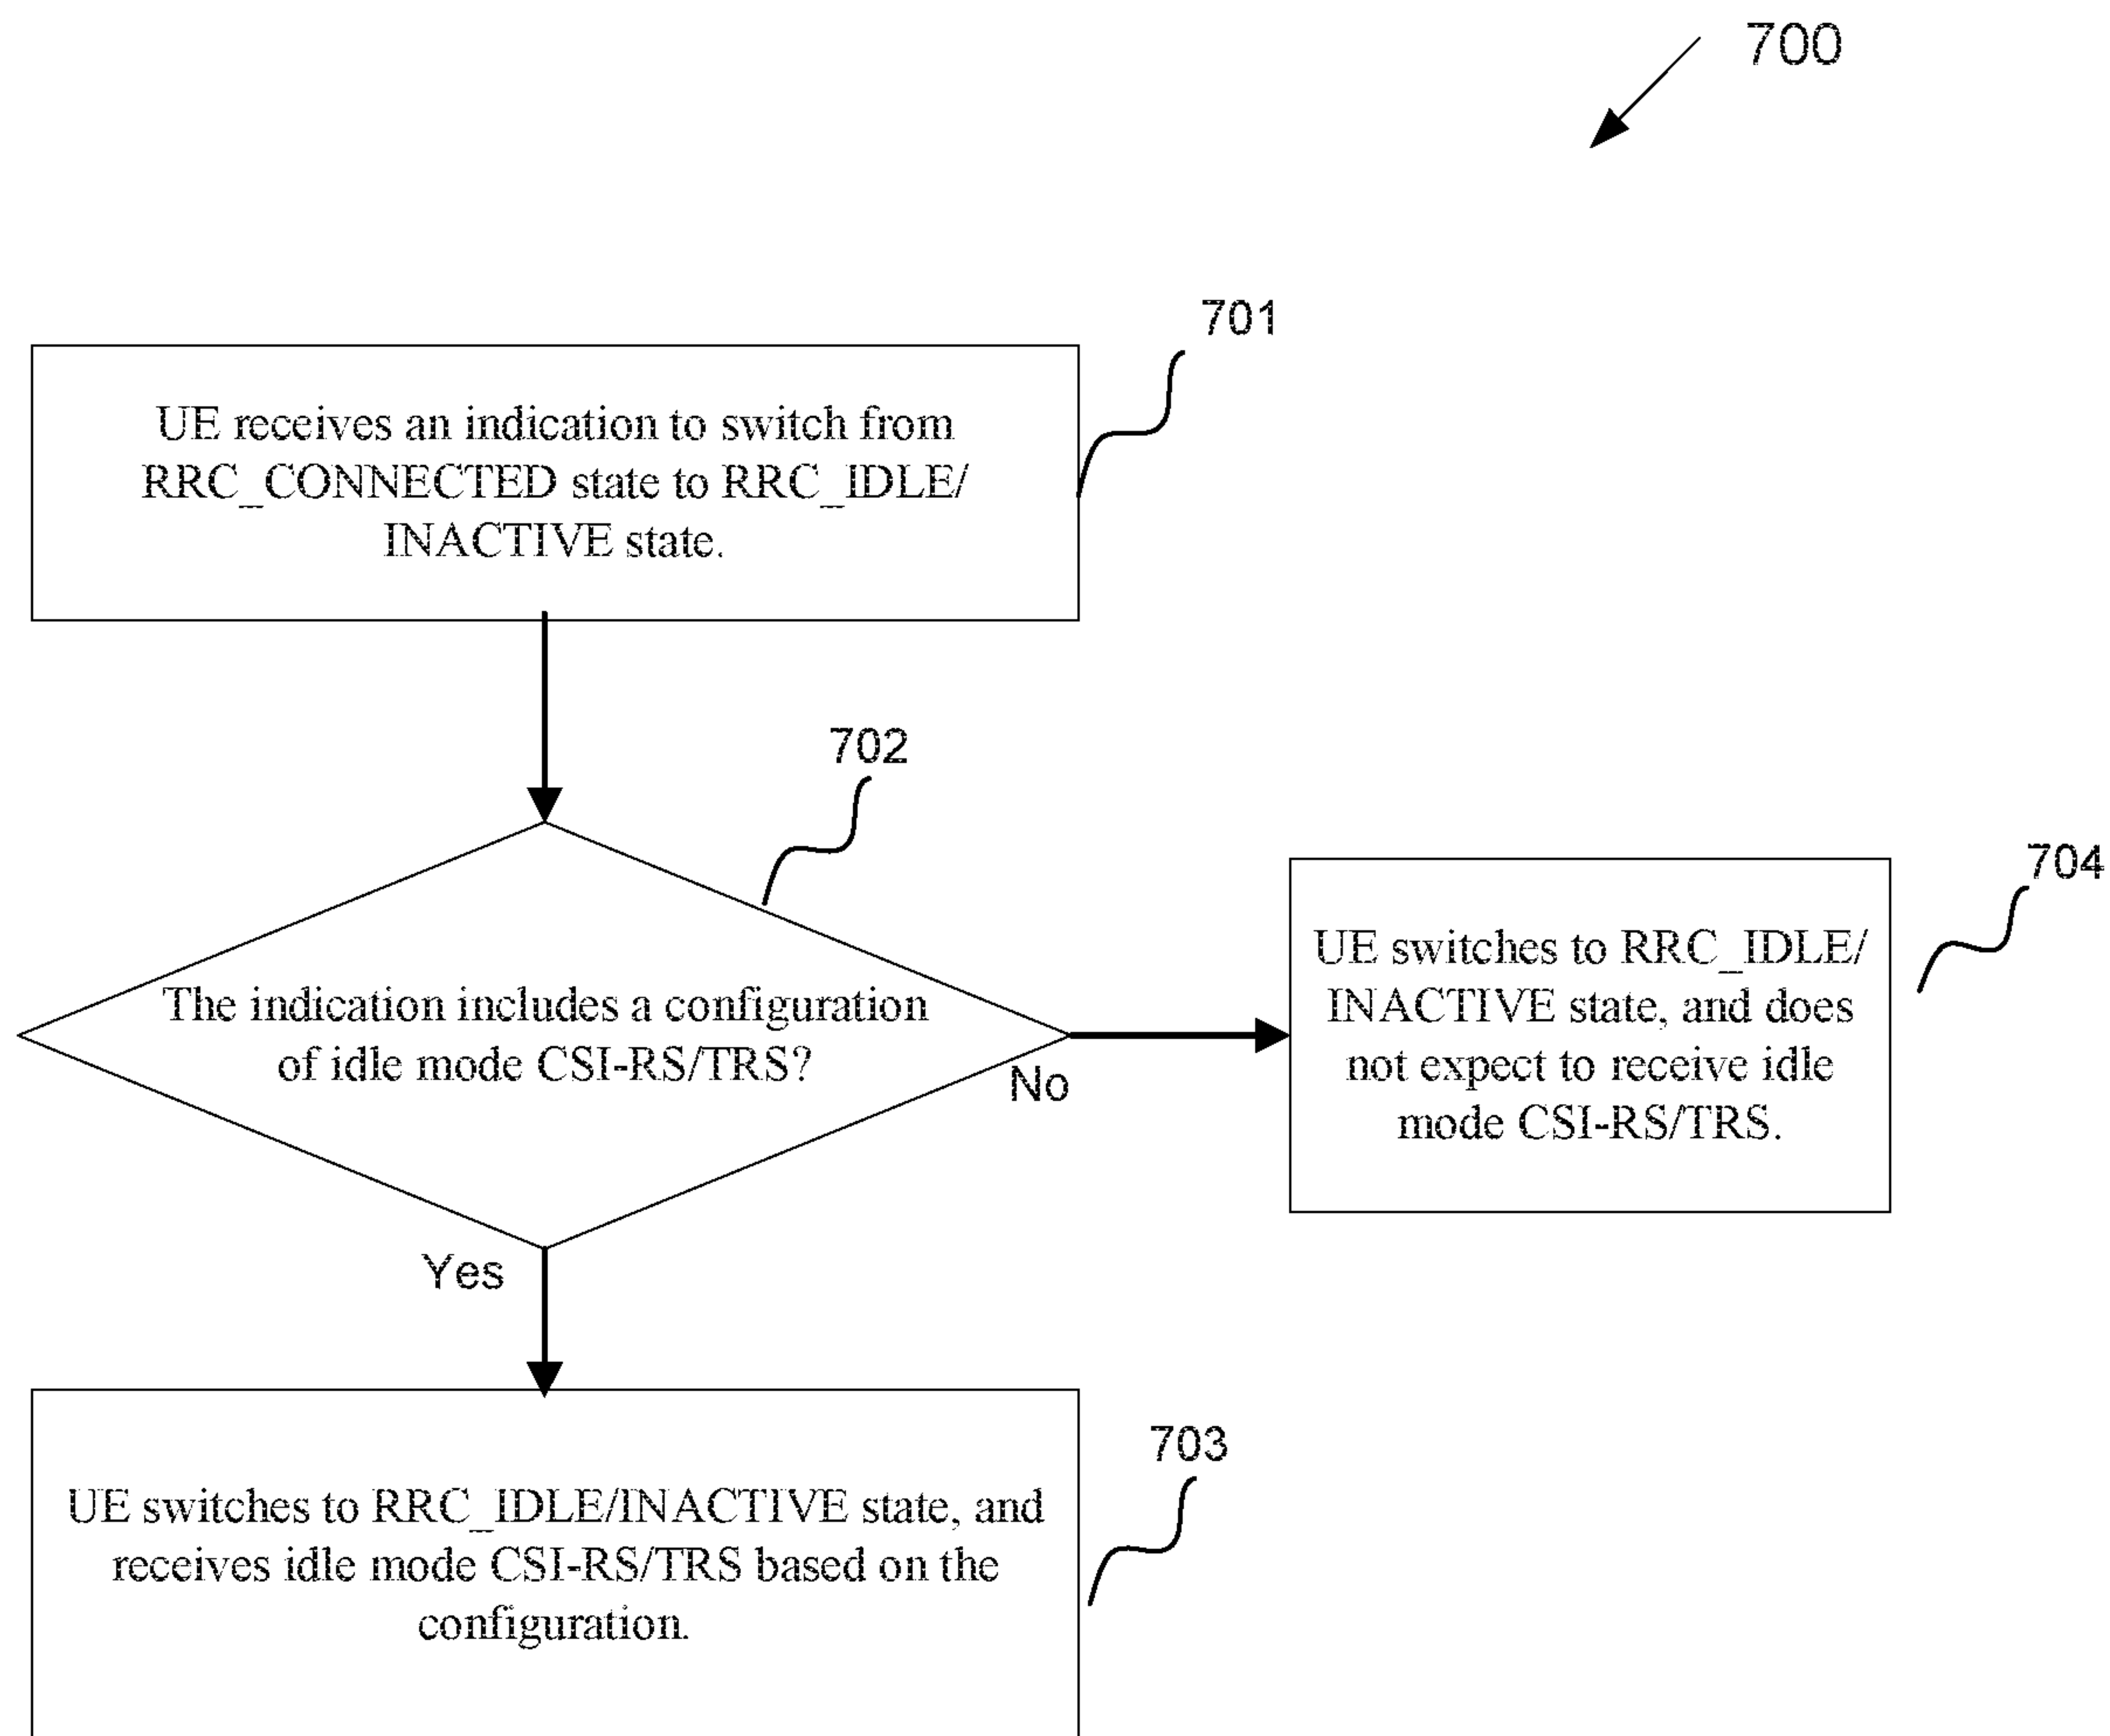 700
701
UE receives an indication to switch from
RRC_CONNECTED state to RRC_IDLE/
INACTIVE state.
702
The indication includes a configuration
of idle mode CSI-RS/TRS?
No
704
UE switches to RRC_IDLE/
INACTIVE state, and does
not expect to receive idle
mode CSI-RS/TRS.
Yes
703
UE switches to RRC_IDLE/INACTIVE state, and
receives idle mode CSI-RS/TRS based on the
configuration.